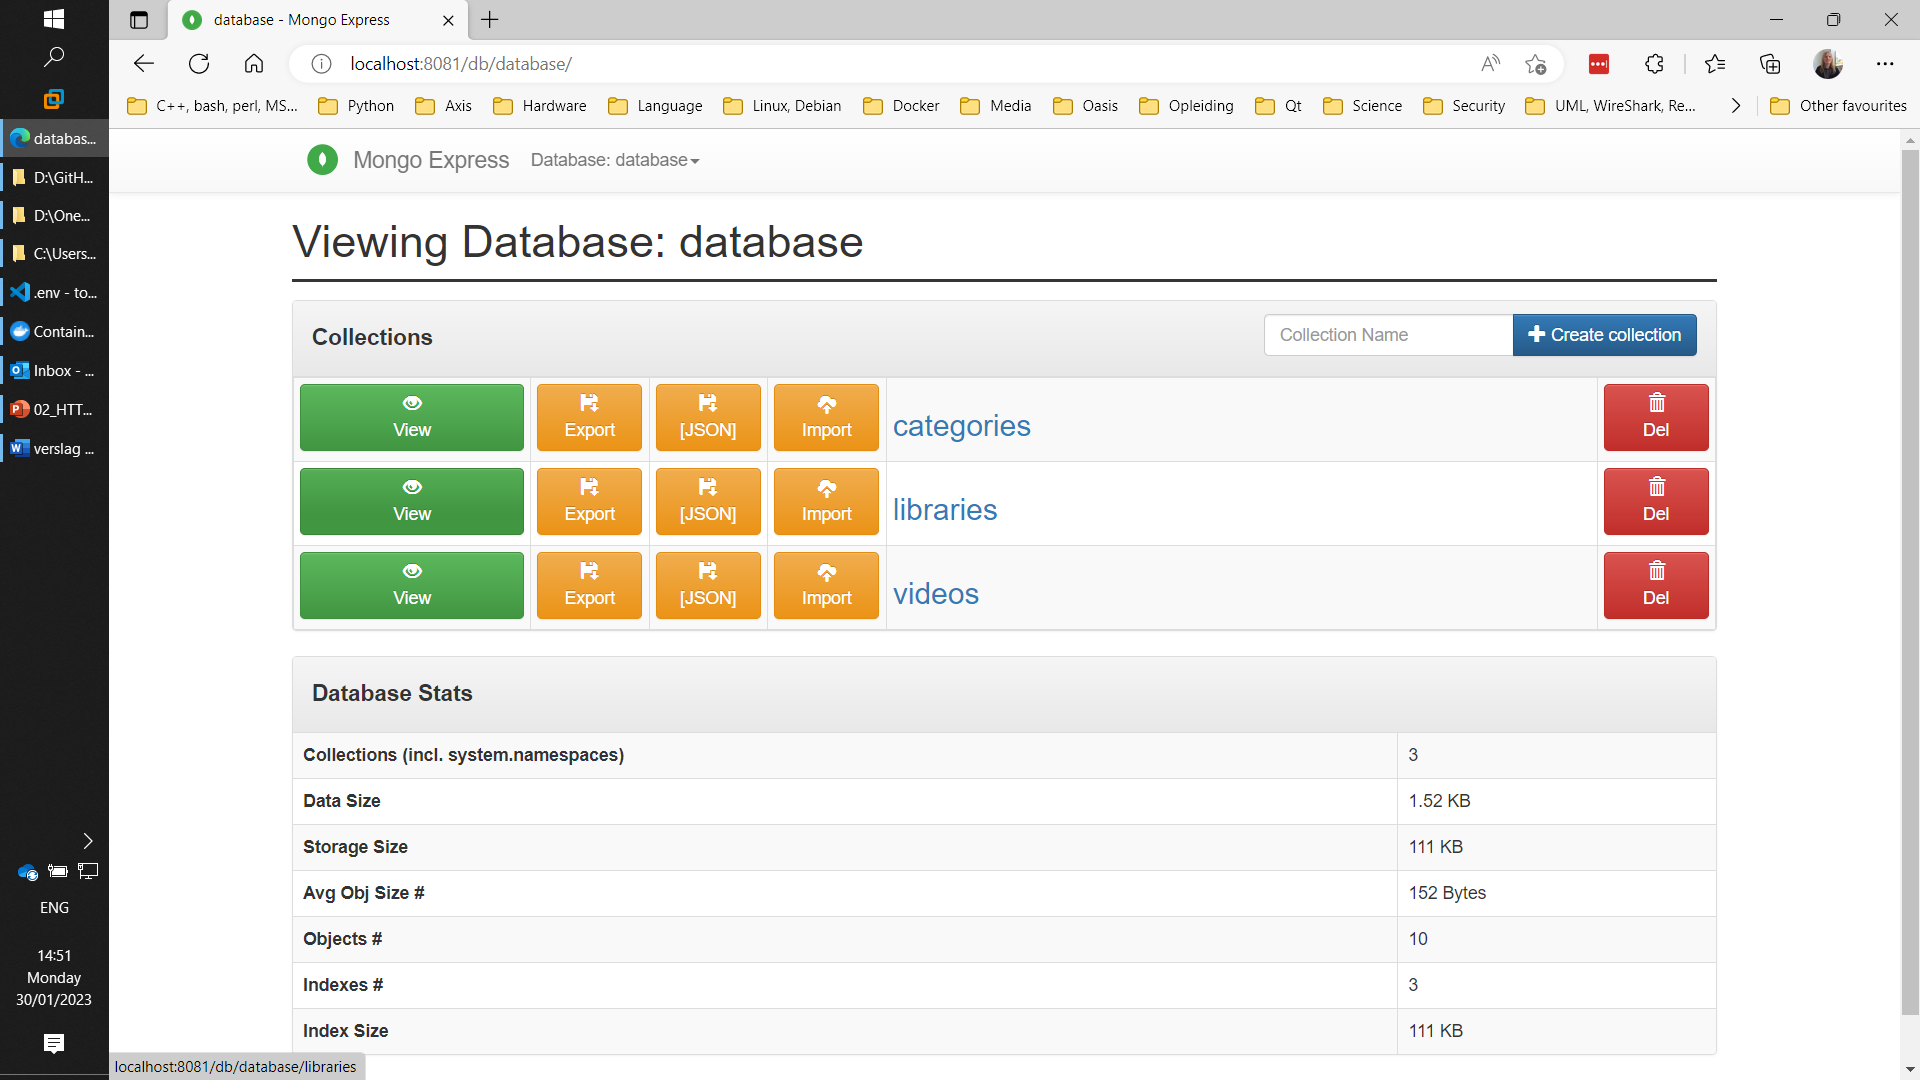 database - Mongo Express
localhost:8081/db/database/
C++, bash, perl, MS... Python Axis Hardware Language Linux, Debian Docker Media Oasis Opleiding Qt Science Security UML, WireShark, Re... Other favourites
databas...
D:\GitH...
D:\One...
C:\Users...
.env - to...
Contain...
Inbox - ...
02_HTT...
verslag ...
ENG
14:51
Monday
30/01/2023
Mongo Express Database: database
Viewing Database: database
Collections Collection Name Create collection
View Export [JSON] Import categories Del
View Export [JSON] Import libraries Del
View Export [JSON] Import videos Del
Database Stats
Collections (incl. system.namespaces) 3
Data Size 1.52 KB
Storage Size 111 KB
Avg Obj Size # 152 Bytes
Objects # 10
Indexes # 3
Index Size 111 KB
localhost:8081/db/database/libraries